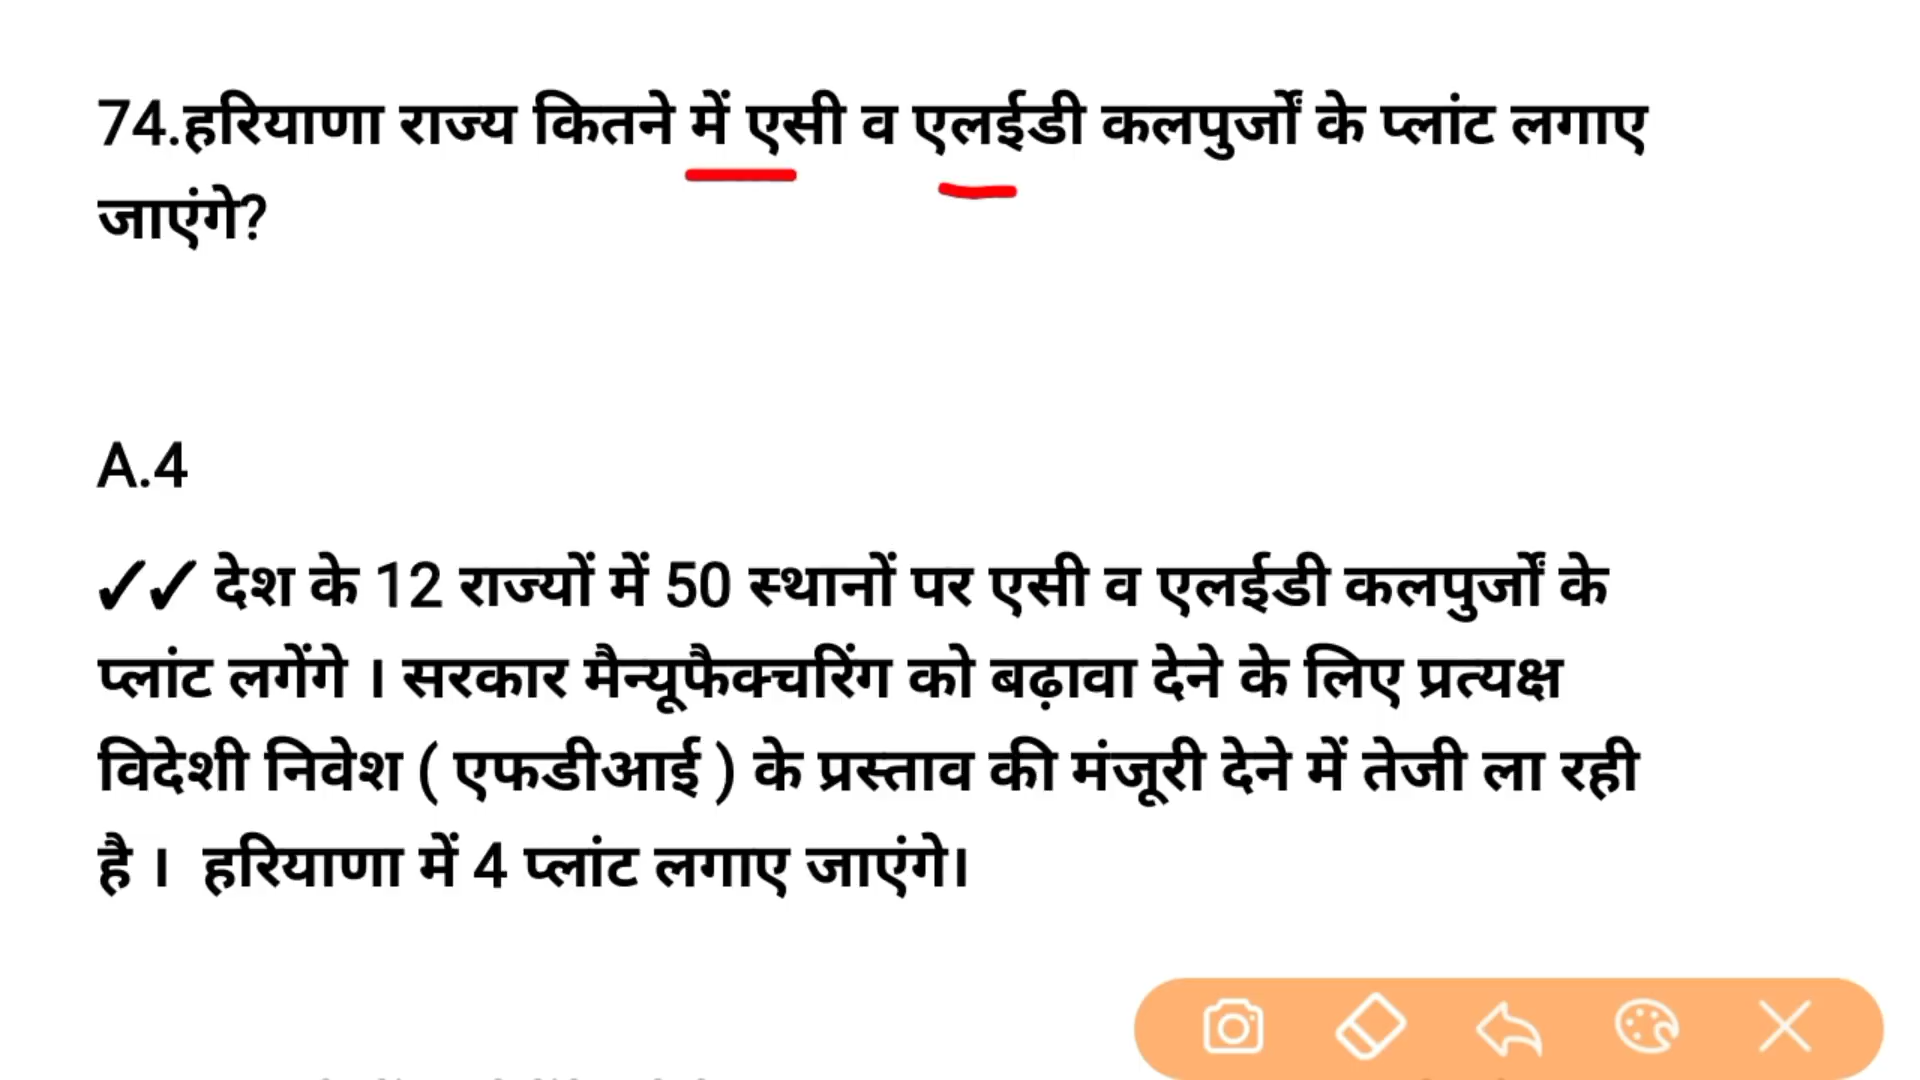 74.हरियाणा राज्य कितने में एसी व एलईडी कलपुर्जों के प्लांट लगाए
जाएंगे?
A.4
✓✓ देश के 12 राज्यों में 50 स्थानों पर एसी व एलईडी कलपुर्जों के
प्लांट लगेंगे । सरकार मैन्यूफैक्चरिंग को बढ़ावा देने के लिए प्रत्यक्ष
विदेशी निवेश ( एफडीआई ) के प्रस्ताव की मंजूरी देने में तेजी ला रही
है । हरियाणा में 4 प्लांट लगाए जाएंगे।